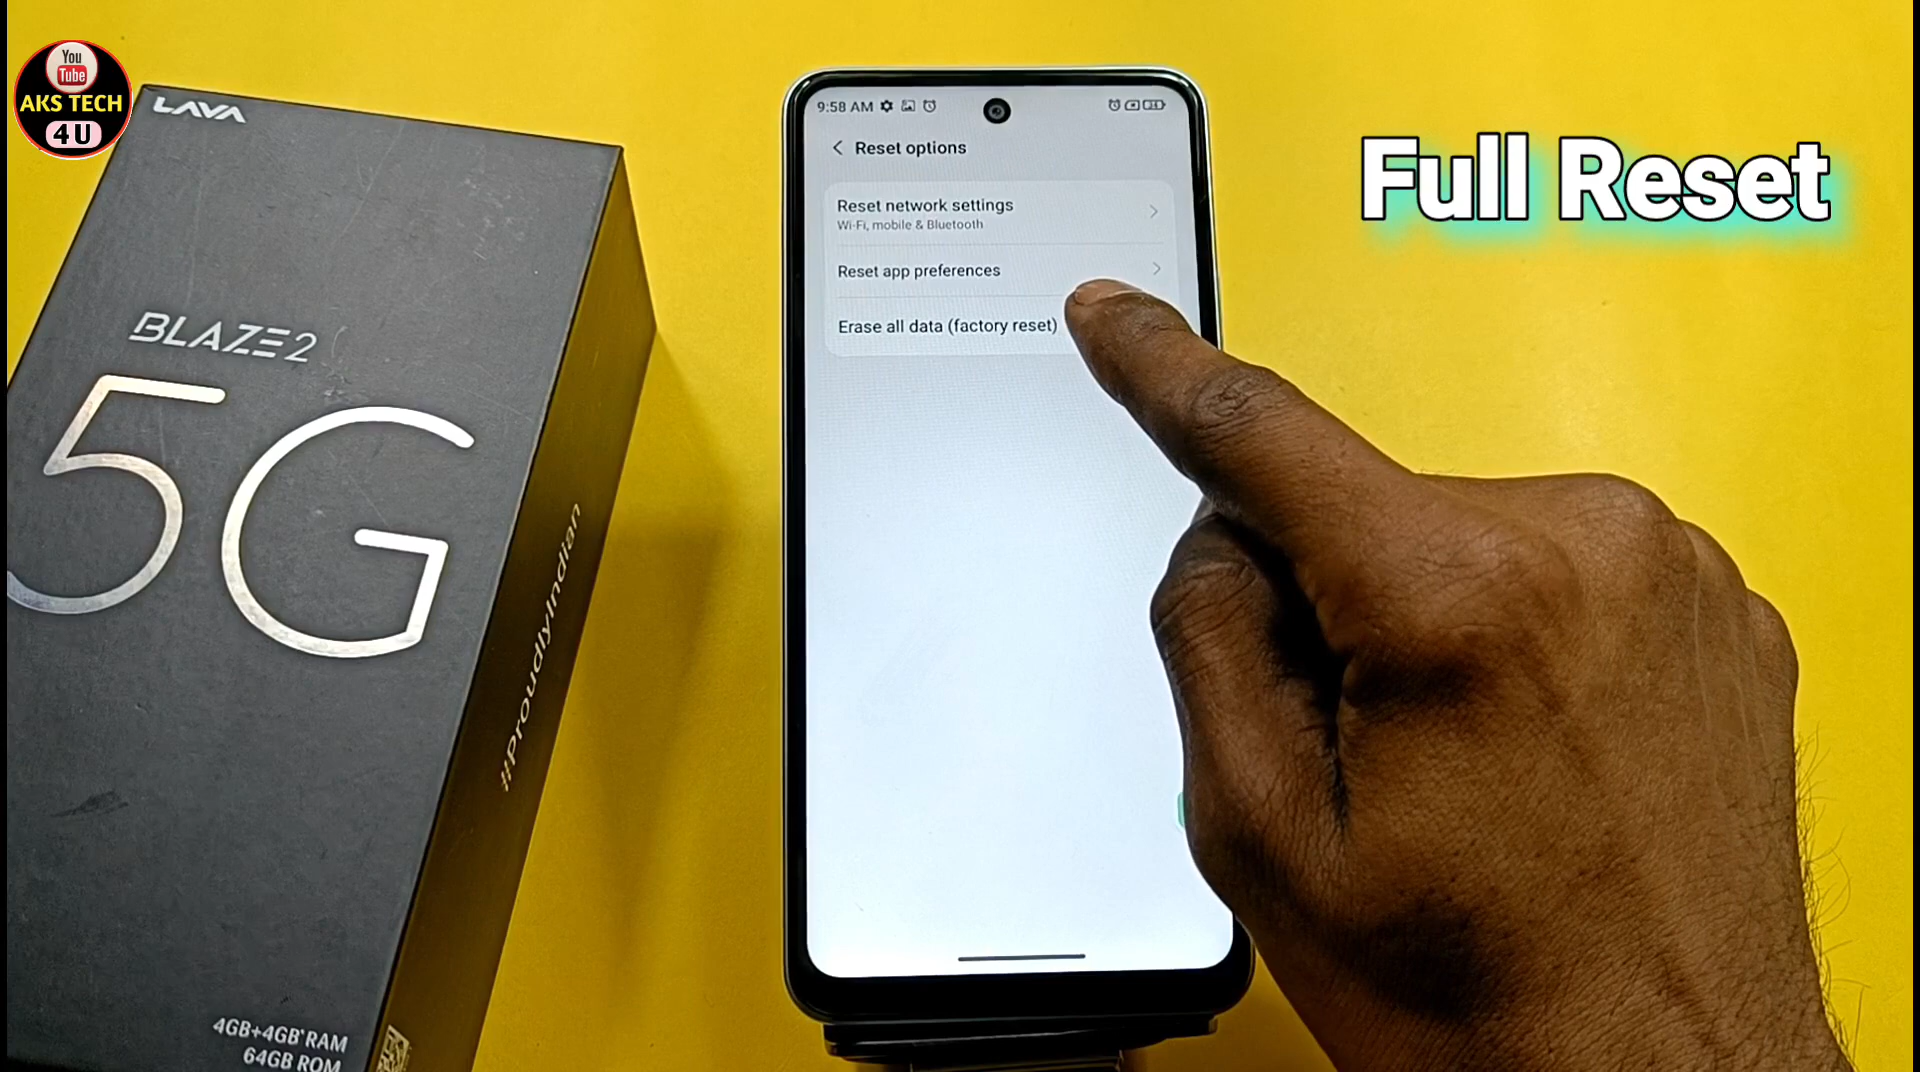 You
Tube
AKS TECH
4U
LAVA
BLAZE 2
5G
#ProudlyIndian
4GB+4GB*RAM
64GB ROM
9:58 AM
Reset options
Reset network settings
Wi-Fi, mobile & Bluetooth
Reset app preferences
Erase all data (factory reset)
Full Reset